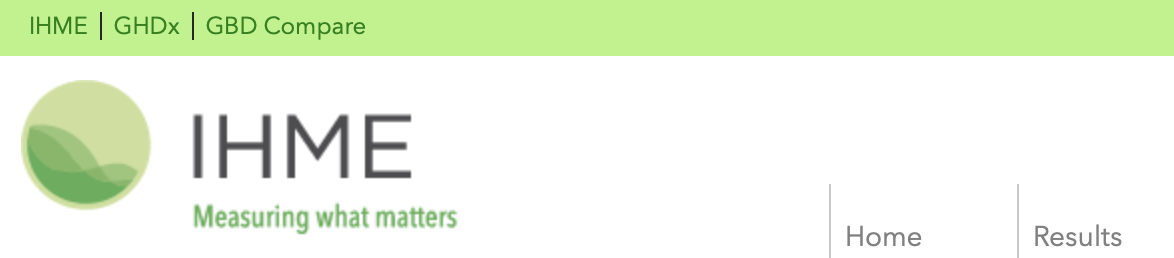 IHME | GHDx | GBD Compare
IHME
Measuring what matters
Home
Results